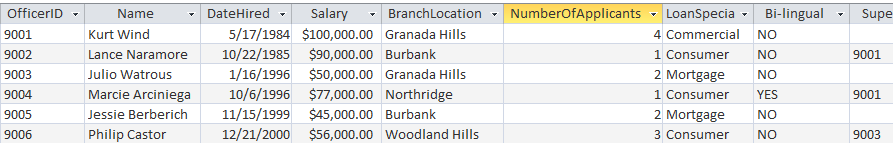 OfficerID Name DateHired Salary BranchLocation NumberOfApplicants LoanSpecia Bi-lingual Supe
9001 Kurt Wind 5/17/1984 $100,000.00 Granada Hills 4 Commercial NO
9002 Lance Naramore 10/22/1985 $90,000.00 Burbank 1 Consumer NO 9001
9003 Julio Watrous 1/16/1996 $50,000.00 Granada Hills 2 Mortgage NO
9004 Marcie Arciniega 10/6/1996 $77,000.00 Northridge 1 Consumer YES 9001
9005 Jessie Berberich 11/15/1999 $45,000.00 Burbank 2 Mortgage NO
9006 Philip Castor 12/21/2000 $56,000.00 Woodland Hills 3 Consumer NO 9003